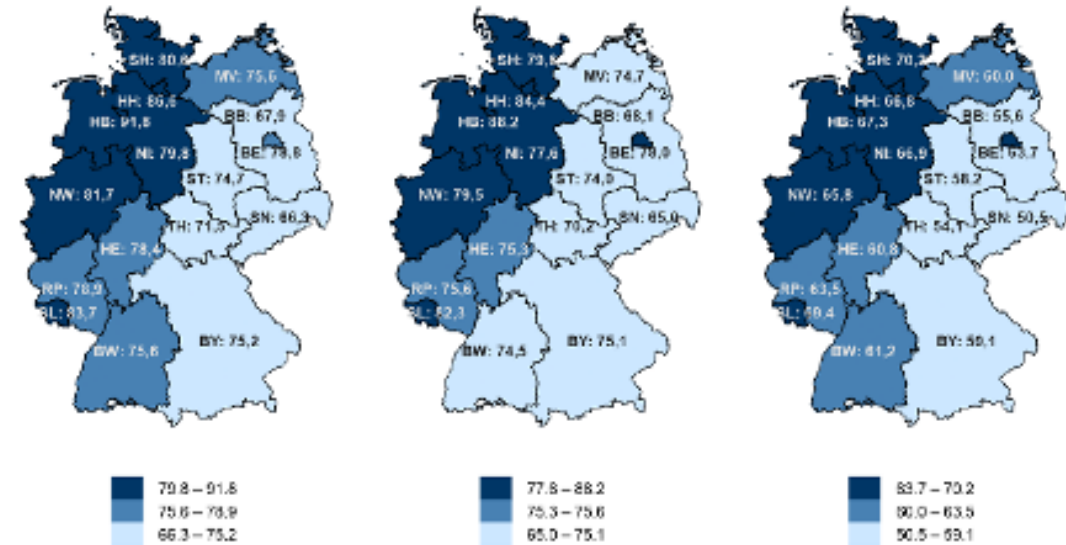 SH: 80,6
MV: 75,6
HH: 86,6
HB: 91,8
BB: 67,9
NI: 79,8
BE: 78,8
NW: 81,7
ST: 74,7
SN: 66,3
HE: 78,4
RP: 78,9
SL: 83,7
BW: 75,6
BY: 75,2
79.8 – 91.8
75.6 – 78.9
66.3 – 75.2
MV: 74,7
HH: 84,4
HB: 88,2
BB: 68,1
NI: 77,6
BE: 78,0
NW: 79,5
ST: 74,0
SN: 65,0
TH: 70,2
HE: 75,3
RP: 75,6
SL: 82,3
BW: 74,5
BY: 75,1
77.6 – 88.2
75.3 – 75.6
65.0 – 75.1
SH: 70,2
MV: 60,0
HH: 66,8
HB: 67,3
BB: 55,6
NI: 66,9
BE: 63,7
NW: 65,8
ST: 58,2
SN: 50,5
TH: 54,1
HE: 60,8
RP: 63,5
SL: 69,4
BW: 61,2
BY: 59,1
63.7 – 70.2
60.0 – 63.5
50.5 – 59.1